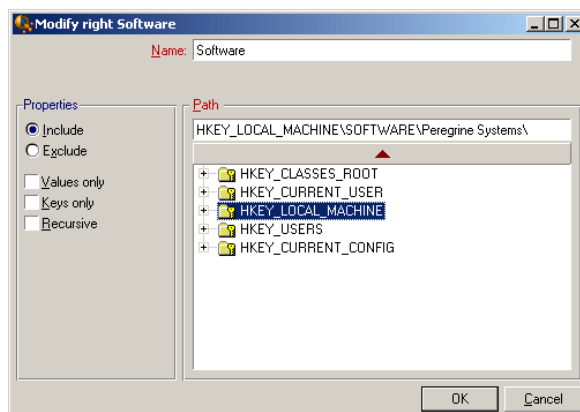 Modify right Software
Name: Software
Properties
Include
Exclude
Values only
Keys only
Recursive
Path
HKEY_LOCAL_MACHINE\SOFTWARE\Peregrine Systems\
HKEY_CLASSES_ROOT
HKEY_CURRENT_USER
HKEY_LOCAL_MACHINE
HKEY_USERS
HKEY_CURRENT_CONFIG
OK
Cancel